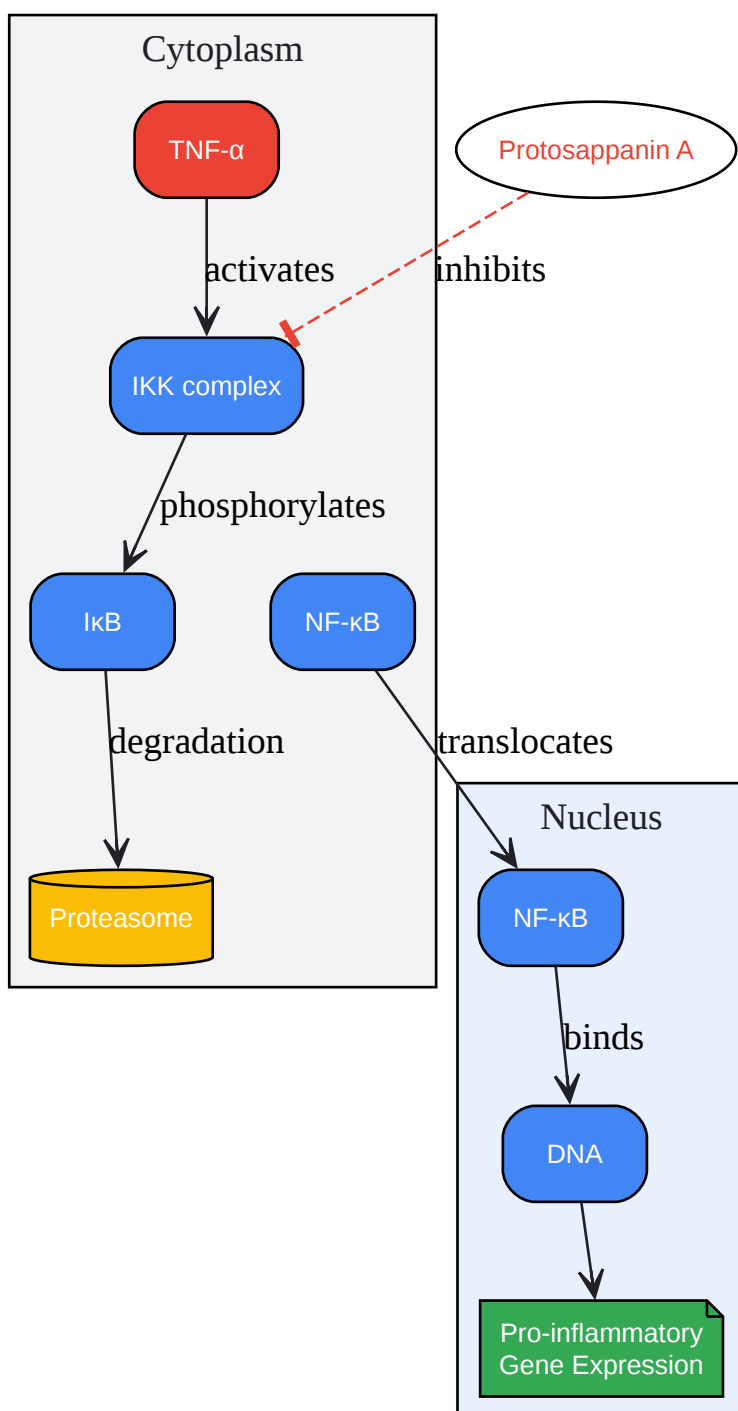 Cytoplasm
TNF-α
Protosappanin A
activates
inhibits
IKK complex
phosphorylates
IκB
NF-κB
degradation
translocates
Nucleus
Proteasome
NF-κB
binds
DNA
Pro-inflammatory
Gene Expression